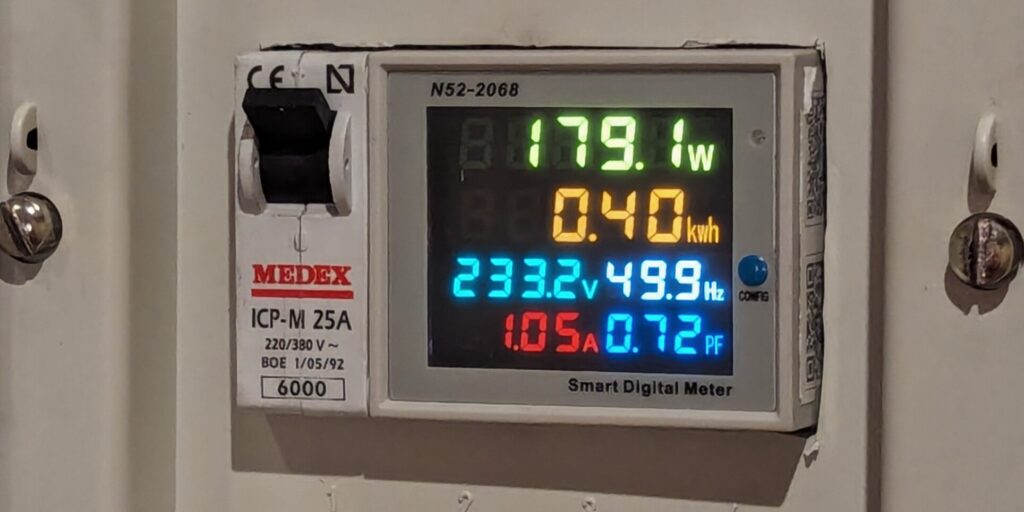 CE N
MEDEX
ICP-M 25A
220/380 V ~
BOE 1/05/92
6000
N52-2068
179.1W
0.40kwh
233.2V 49.9Hz
1.05A 0.72PF
CONFIG
Smart Digital Meter